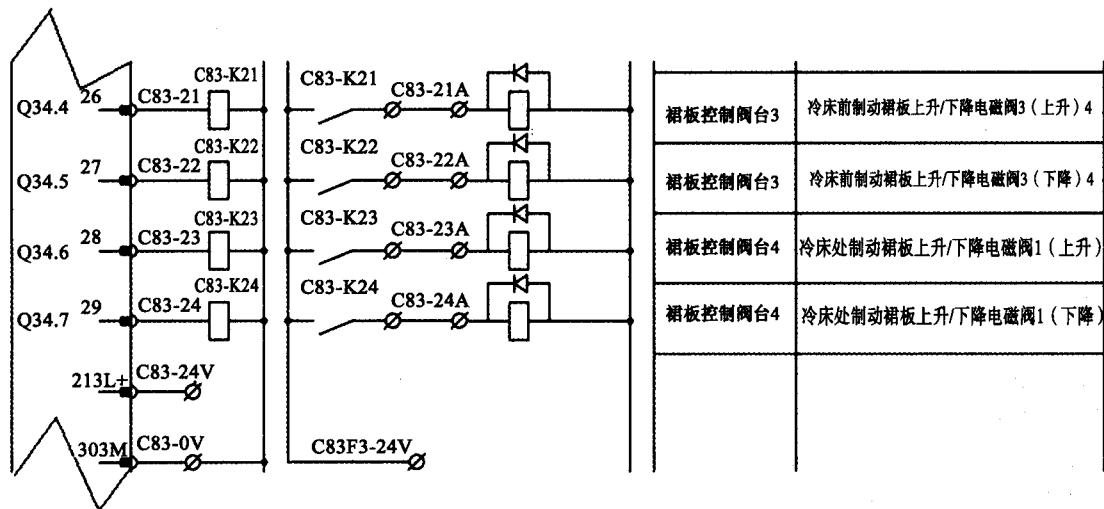 Q34.4 26 C83-21 C83-K21 C83-K21 C83-21A 裙板控制阀台3 冷床前制动裙板上升/下降电磁阀3（上升）4
Q34.5 27 C83-22 C83-K22 C83-K22 C83-22A 裙板控制阀台3 冷床前制动裙板上升/下降电磁阀3（下降）4
Q34.6 28 C83-23 C83-K23 C83-K23 C83-23A 裙板控制阀台4 冷床处制动裙板上升/下降电磁阀1（上升）
Q34.7 29 C83-24 C83-K24 C83-K24 C83-24A 裙板控制阀台4 冷床处制动裙板上升/下降电磁阀1（下降）
213L+ C83-24V
303M C83-0V C83F3-24V